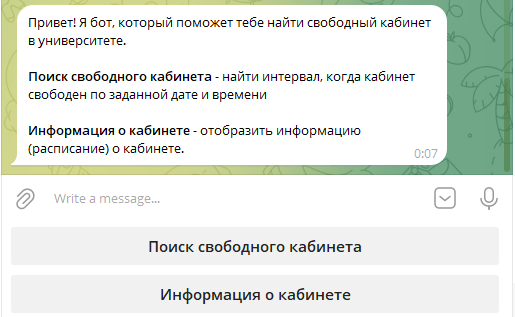 Привет! Я бот, который поможет тебе найти свободный кабинет
в университете.
Поиск свободного кабинета - найти интервал, когда кабинет
свободен по заданной дате и времени
Информация о кабинете - отобразить информацию
(расписание) о кабинете.
0:07
Write a message...
Поиск свободного кабинета
Информация о кабинете